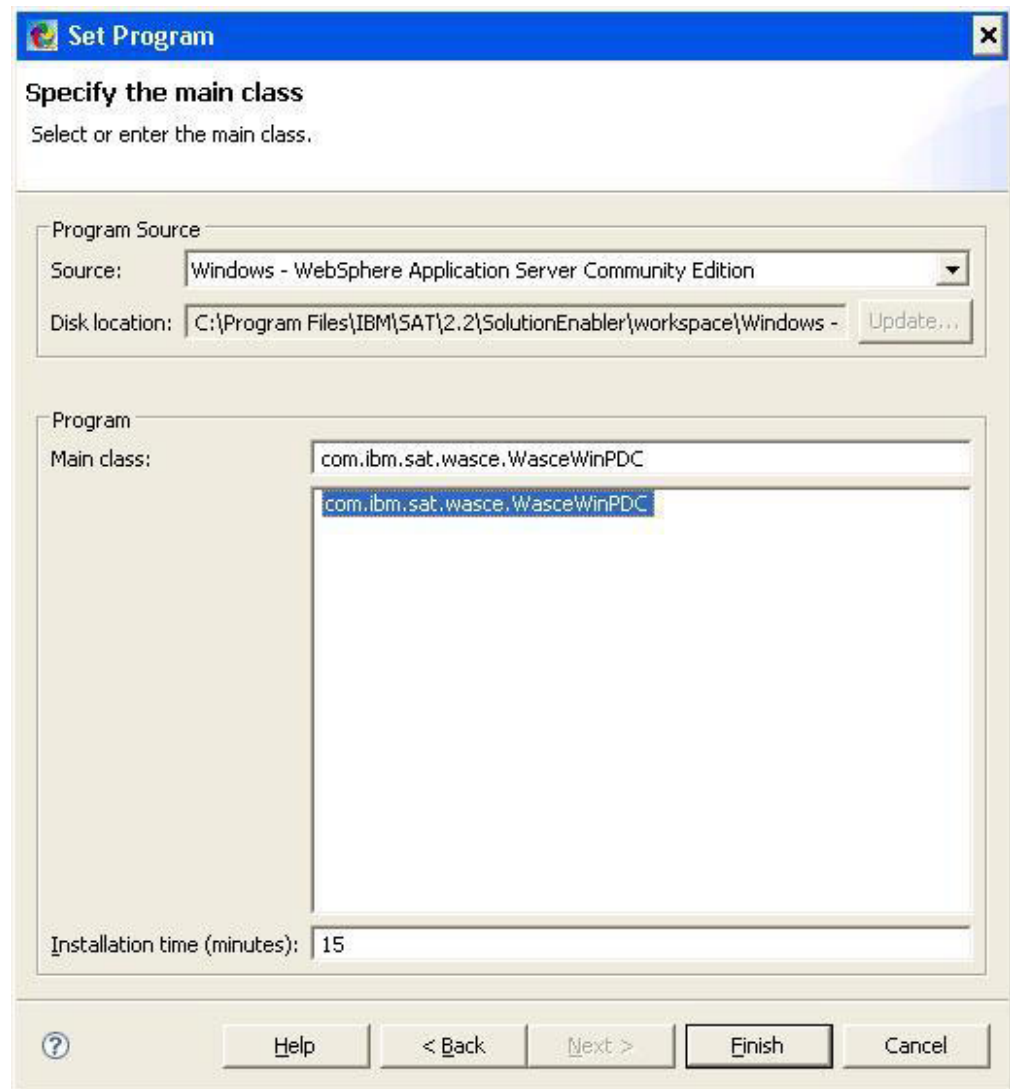 Set Program
Specify the main class
Select or enter the main class.
Program Source
Source: Windows - WebSphere Application Server Community Edition
Disk location: C:\Program Files\IBM\SAT\2.2\SolutionEnabler\workspace\Windows - Update...
Program
Main class: com.ibm.sat.wasce.WasceWinPDC
com.ibm.sat.wasce.WasceWinPDC
Installation time (minutes): 15
? Help < Back Next > Finish Cancel